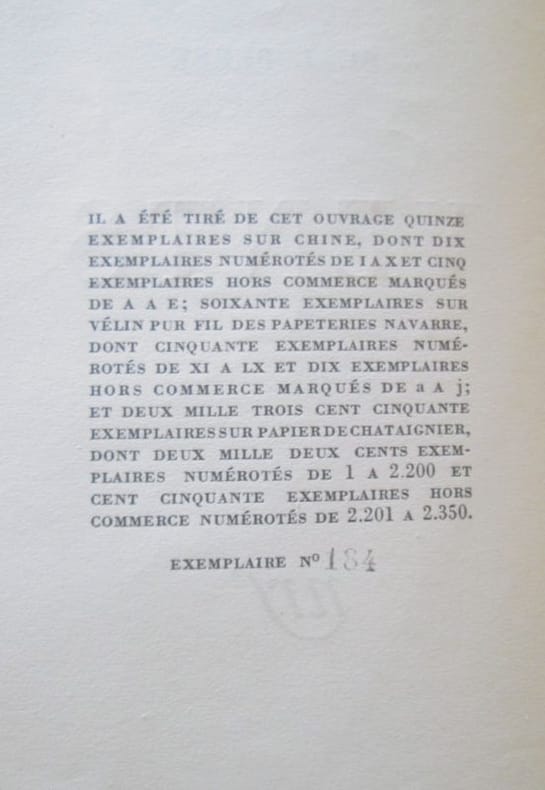 IL A ÉTÉ TIRÉ DE CET OUVRAGE QUINZE
EXEMPLAIRES SUR CHINE, DONT DIX
EXEMPLAIRES NUMÉROTÉS DE I A X ET CINQ
EXEMPLAIRES HORS COMMERCE MARQUÉS
DE A A E; SOIXANTE EXEMPLAIRES SUR
VÉLIN PUR FIL DES PAPETERIES NAVARRE,
DONT CINQUANTE EXEMPLAIRES NUMÉ-
ROTÉS DE XI A LX ET DIX EXEMPLAIRES
HORS COMMERCE MARQUÉS DE a A j;
ET DEUX MILLE TROIS CENT CINQUANTE
EXEMPLAIRES SUR PAPIER DE CHATAIGNIER,
DONT DEUX MILLE DEUX CENTS EXEM-
PLAIRES NUMÉROTÉS DE 1 A 2.200 ET
CENT CINQUANTE EXEMPLAIRES HORS
COMMERCE NUMÉROTÉS DE 2.201 A 2.350.
EXEMPLAIRE Nº 184